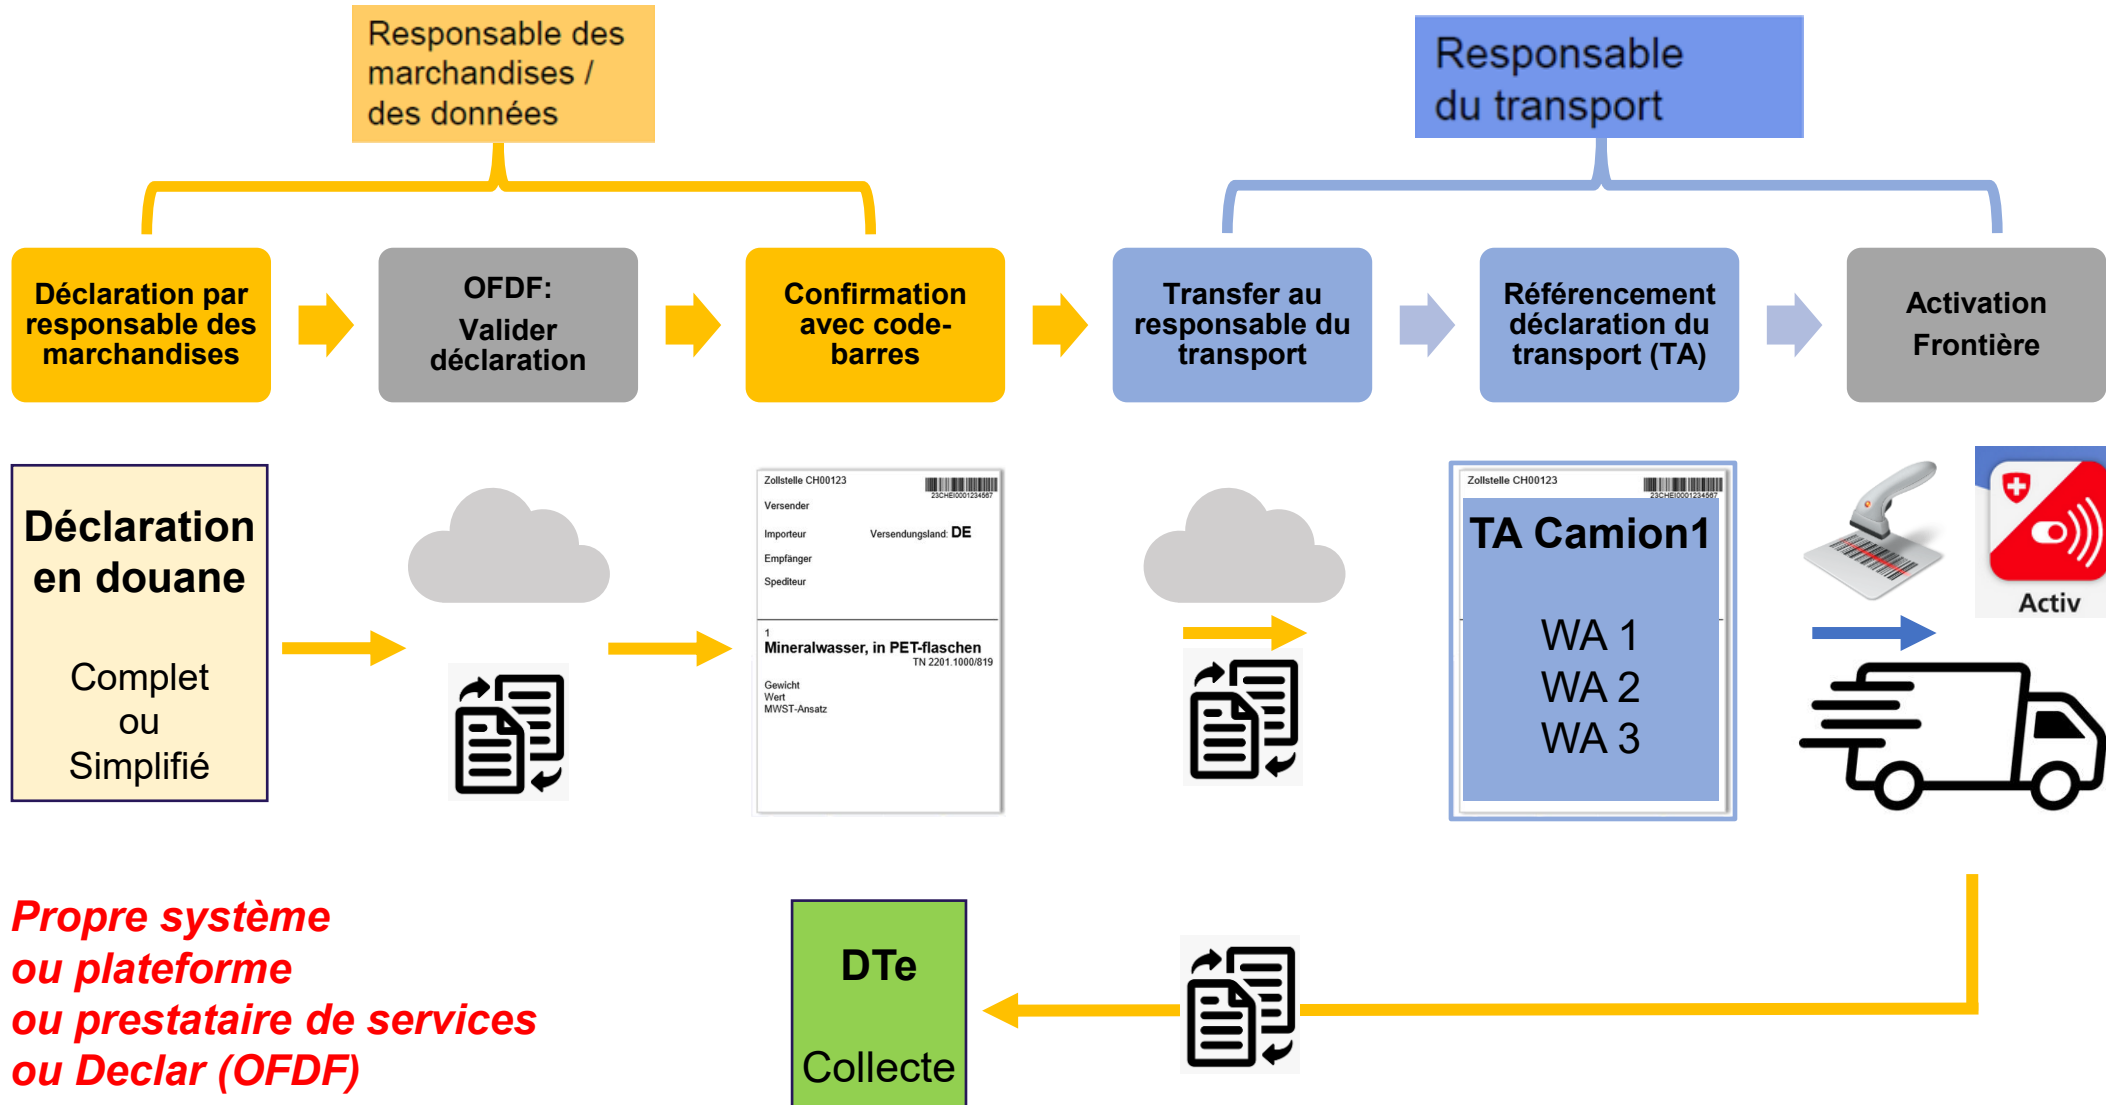 Responsable des
marchandises /
des données
Responsable
du transport
Déclaration par
responsable des
marchandises
OFDF:
Valider
déclaration
Confirmation
avec code-
barres
Transfer au
responsable du
transport
Référencement
déclaration du
transport (TA)
Activation
Frontière
Déclaration
en douane
Complet
ou
Simplifié
Zollstelle CH00123
23CHEI0001234567
Versender
Importeur
Versendungsland: DE
Empfänger
Spediteur
1
Mineralwasser, in PET-flaschen
TN 2201.1000/819
Gewicht
Wert
MWST-Ansatz
Zollstelle CH00123
23CHEI0001234567
TA Camion1
WA 1
WA 2
WA 3
Activ
Propre système
ou plateforme
ou prestataire de services
ou Declar (OFDF)
DTe
Collecte